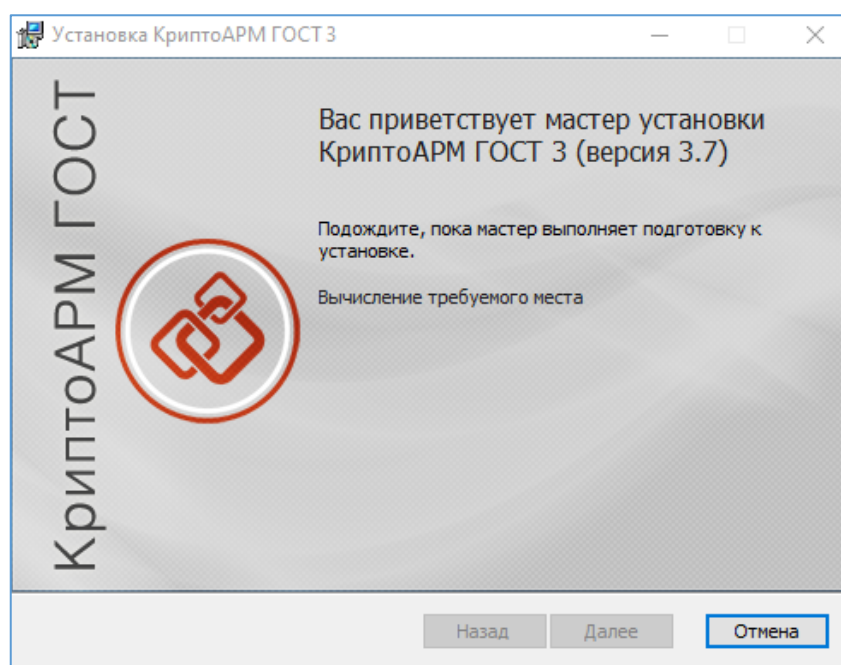 Установка КриптоАРМ ГОСТ 3
КриптоАРМ ГОСТ
Вас приветствует мастер установки
КриптоАРМ ГОСТ 3 (версия 3.7)
Подождите, пока мастер выполняет подготовку к
установке.
Вычисление требуемого места
Назад
Далее
Отмена